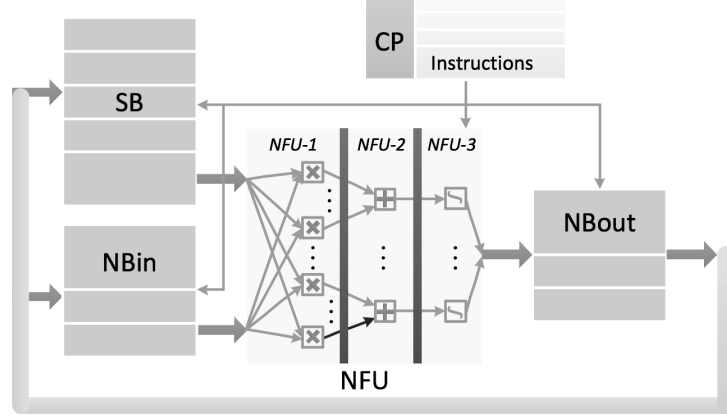 CP
Instructions
SB
NFU-1
NFU-2
NFU-3
NBin
NBout
NFU